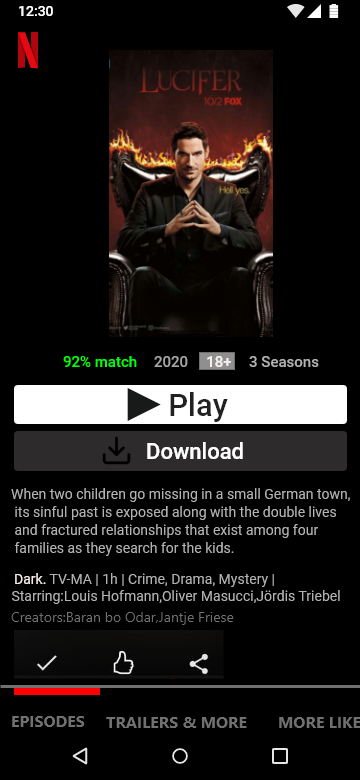 12:30
N
LUCIFER
10/2 FOX
Hell yes.
92% match 2020 18+ 3 Seasons
Play
Download
When two children go missing in a small German town,
its sinful past is exposed along with the double lives
and fractured relationships that exist among four
families as they search for the kids.
Dark. TV-MA | 1h | Crime, Drama, Mystery |
Starring:Louis Hofmann,Oliver Masucci,Jördis Triebel
Creators:Baran bo Odar,Jantje Friese
EPISODES TRAILERS & MORE MORE LIKE